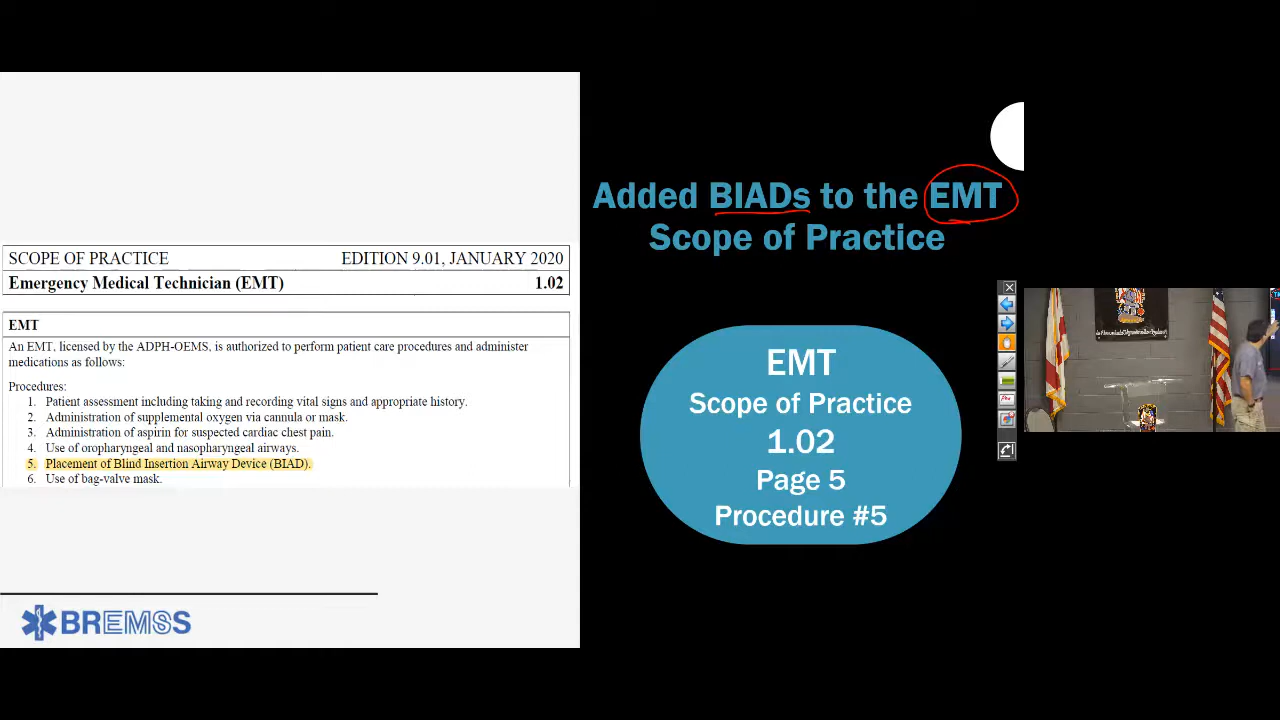 SCOPE OF PRACTICE EDITION 9.01, JANUARY 2020
Emergency Medical Technician (EMT) 1.02
EMT
An EMT, licensed by the ADPH-OEMS, is authorized to perform patient care procedures and administer
medications as follows:
Procedures:
1. Patient assessment including taking and recording vital signs and appropriate history.
2. Administration of supplemental oxygen via cannula or mask.
3. Administration of aspirin for suspected cardiac chest pain.
4. Use of oropharyngeal and nasopharyngeal airways.
5. Placement of Blind Insertion Airway Device (BIAD).
6. Use of bag-valve mask.
BREMSS
Added BIADs to the EMT
Scope of Practice
EMT
Scope of Practice
1.02
Page 5
Procedure #5